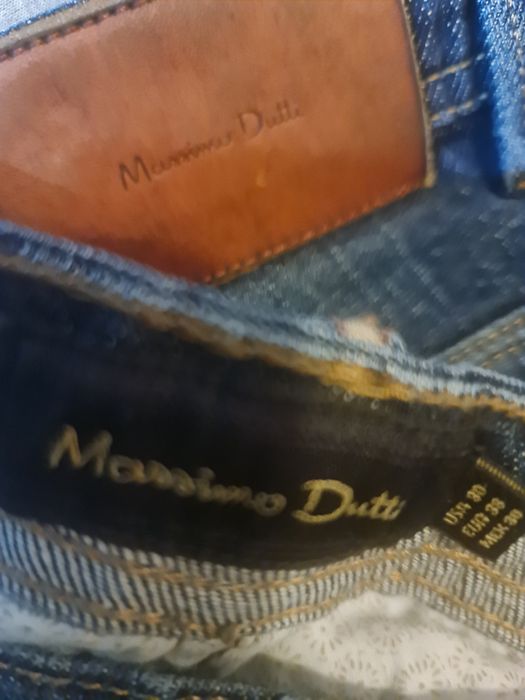 Massimo Dutti
Massimo Dutti
USA 30
EUR 38
MEX 30